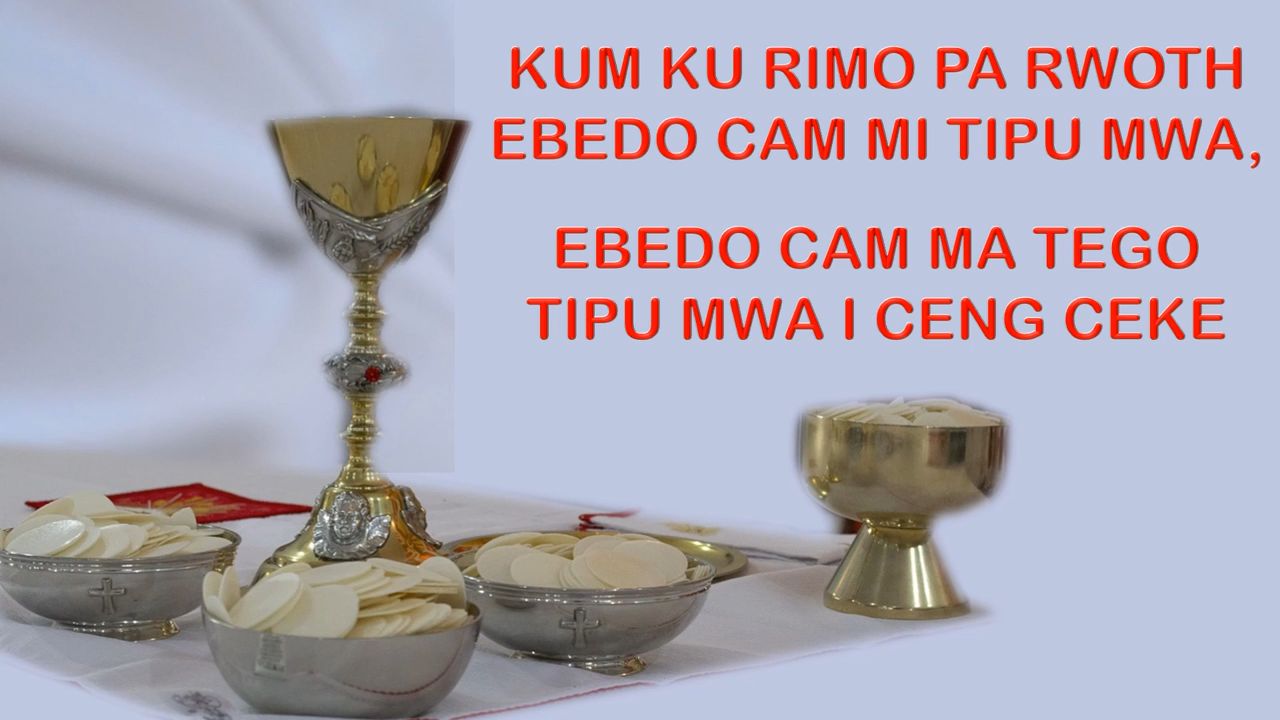 KUM KU RIMO PA RWOTH
EBEDO CAM MI TIPU MWA,
EBEDO CAM MA TEGO
TIPU MWA I CENG CEKE